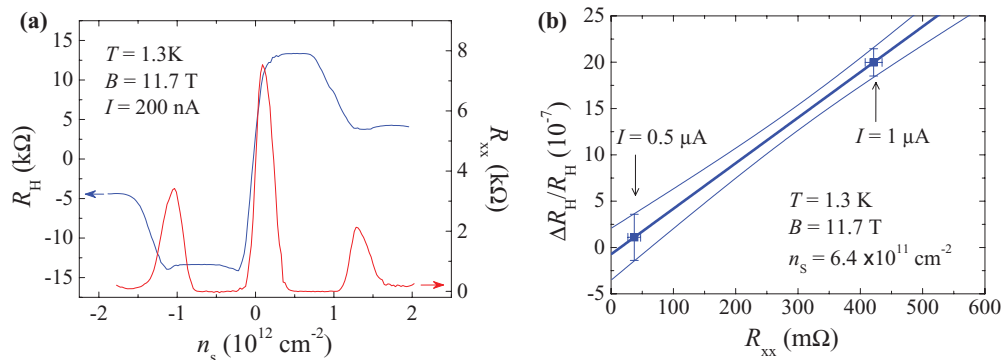 (a)
T = 1.3K
B = 11.7 T
I = 200 nA
R_H (kΩ)
15
10
5
0
-5
-10
-15
-2
-1
0
1
2
n_s (10^12 cm^-2)
8
6
4
2
0
R_xx (kΩ)
(b)
ΔR_H/R_H (10^-7)
25
20
15
10
5
0
-5
I = 0.5 µA
I = 1 µA
T = 1.3 K
B = 11.7 T
n_S = 6.4 x10^11 cm^-2
0
100
200
300
400
500
600
R_xx (mΩ)